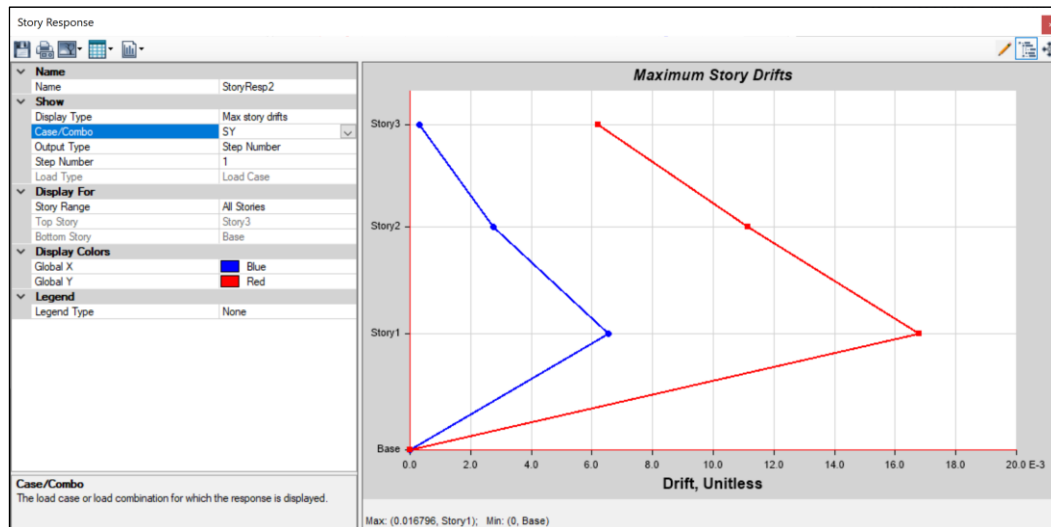 Story Response
Name
Name StoryResp2
Show
Display Type Max story drifts
Case/Combo SY
Output Type Step Number
Step Number 1
Load Type Load Case
Display For
Story Range All Stories
Top Story Story3
Bottom Story Base
Display Colors
Global X Blue
Global Y Red
Legend
Legend Type None
Case/Combo
The load case or load combination for which the response is displayed.
Maximum Story Drifts
Story3
Story2
Story1
Base
0.0 2.0 4.0 6.0 8.0 10.0 12.0 14.0 16.0 18.0 20.0 E-3
Drift, Unitless
Max: (0.016796, Story1); Min: (0, Base)